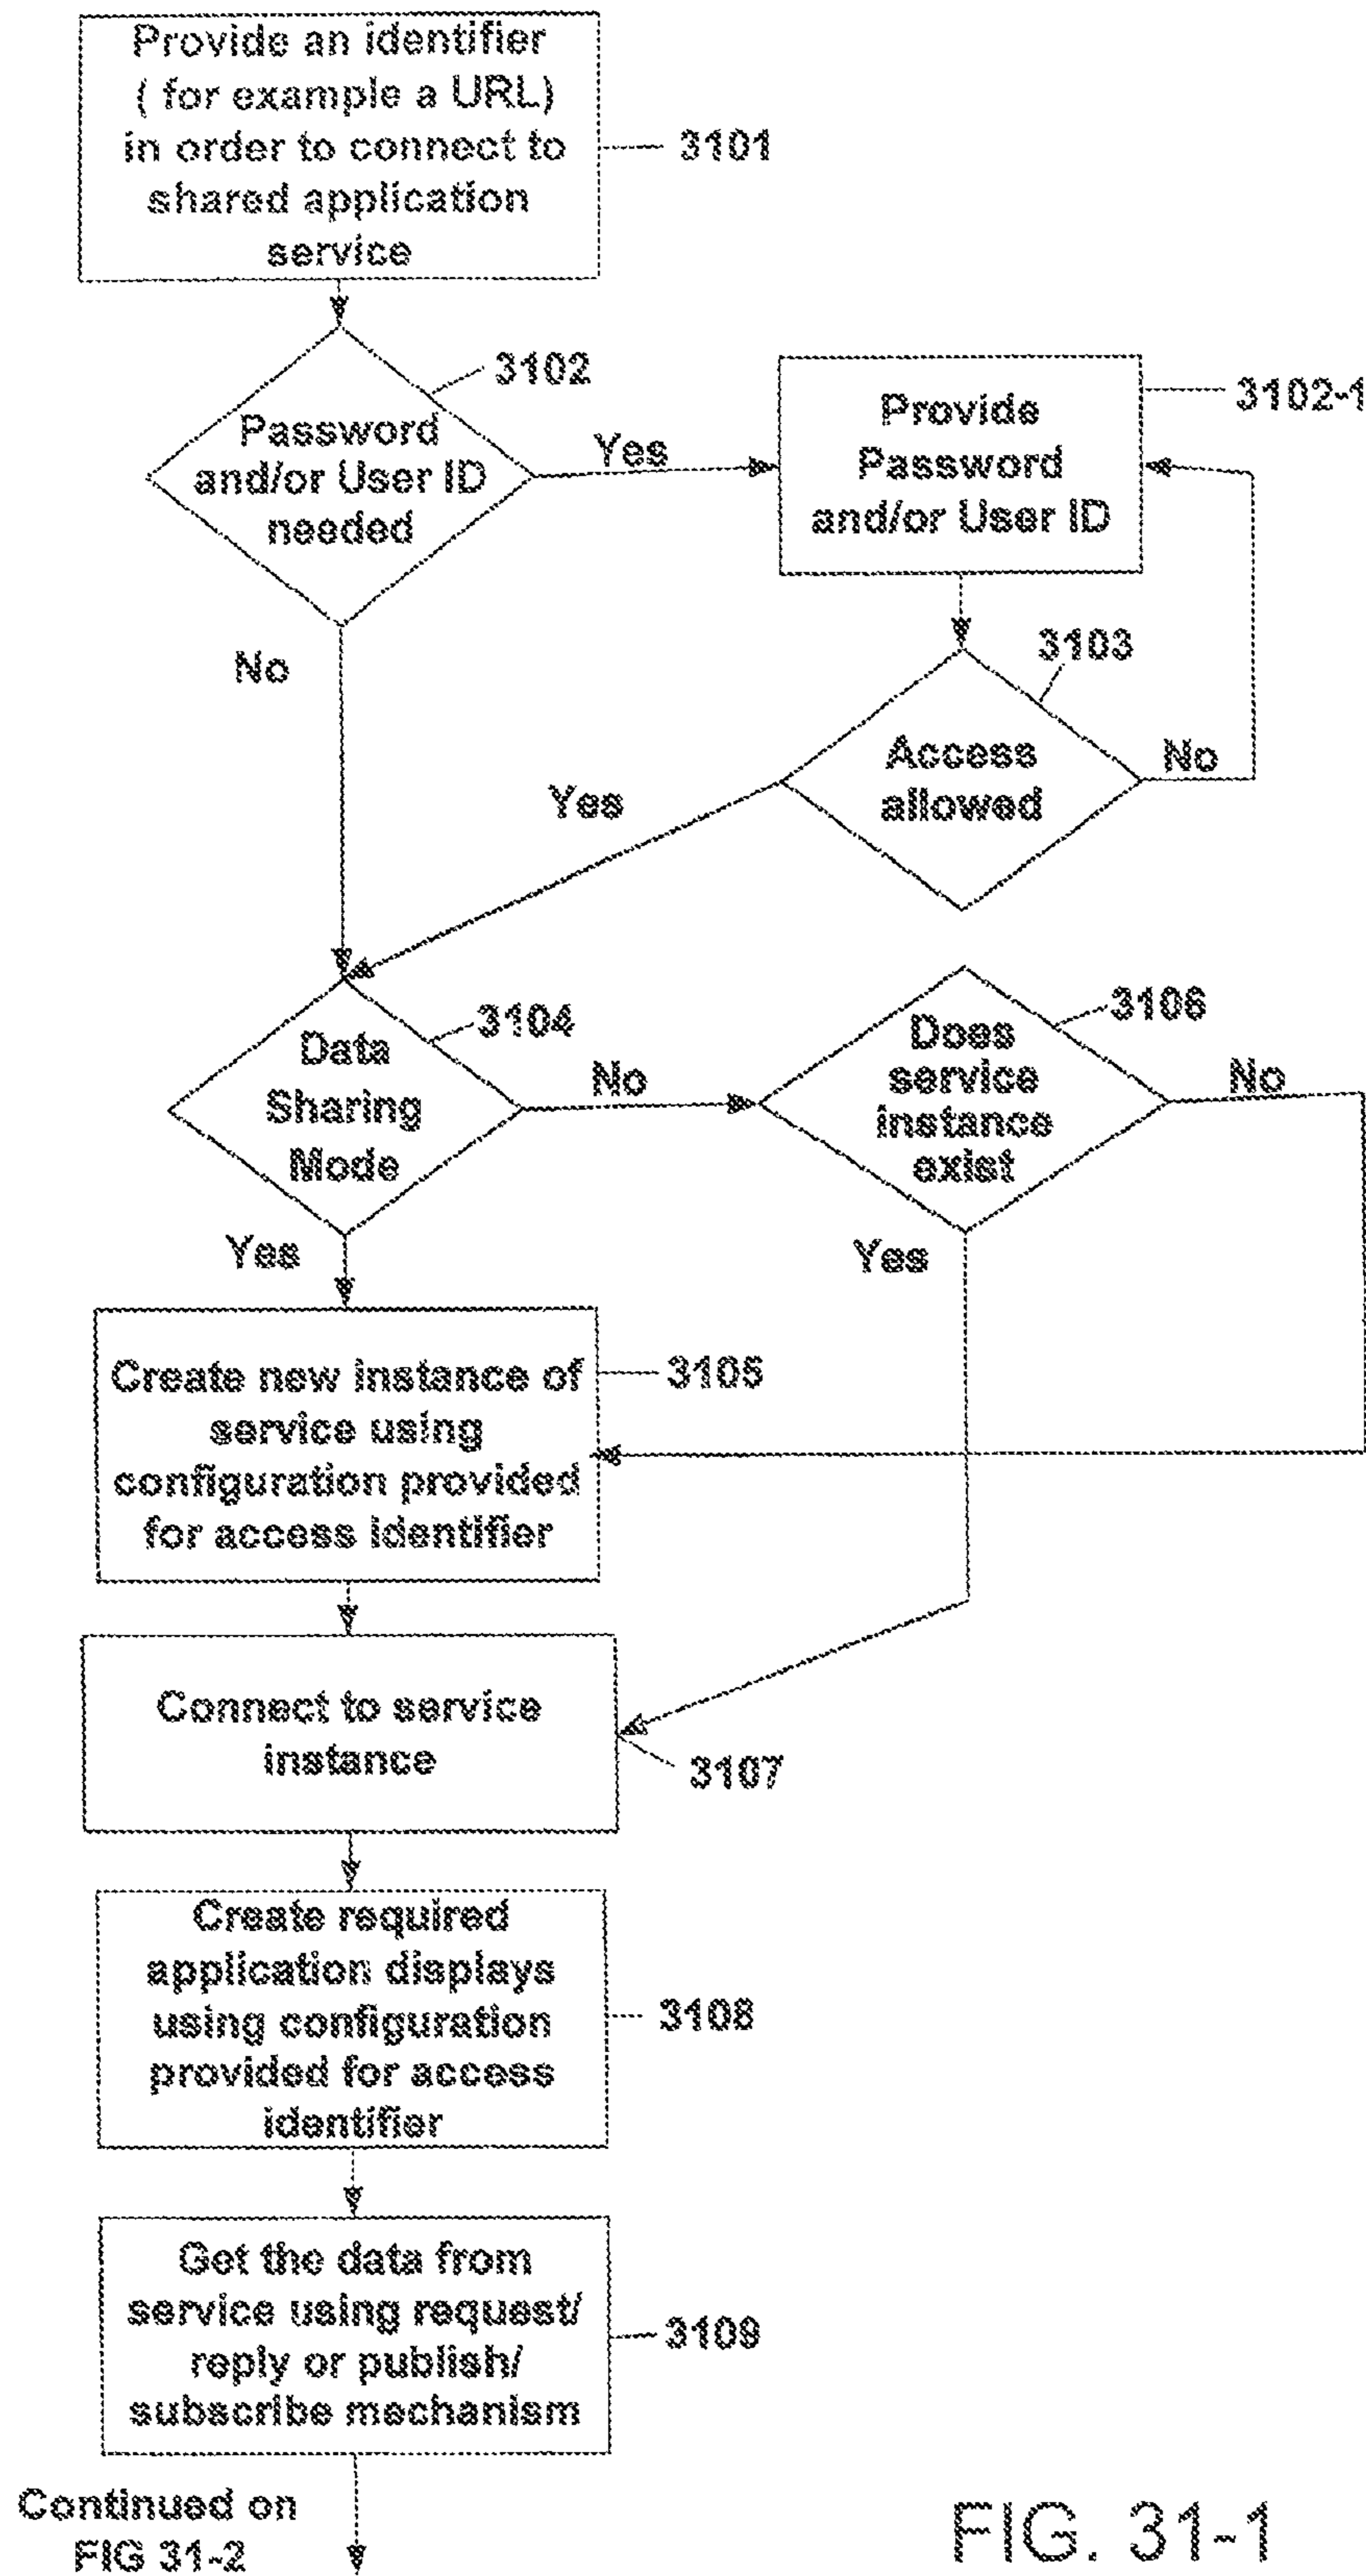 Provide an identifier
( for example a URL)
in order to connect to
shared application
service
3101
3102
Password
and/or User ID
needed
Yes
No
Provide
Password
and/or User ID
3102-1
3103
Access
allowed
No
Yes
3104
Data
Sharing
Mode
No
Yes
3106
Does
service
instance
exist
No
Yes
Create new instance of
service using
configuration provided
for access identifier
3105
Connect to service
instance
3107
Create required
application displays
using configuration
provided for access
identifier
3108
Get the data from
service using request/
reply or publish/
subscribe mechanism
3109
Continued on
FIG 31-2
FIG. 31-1